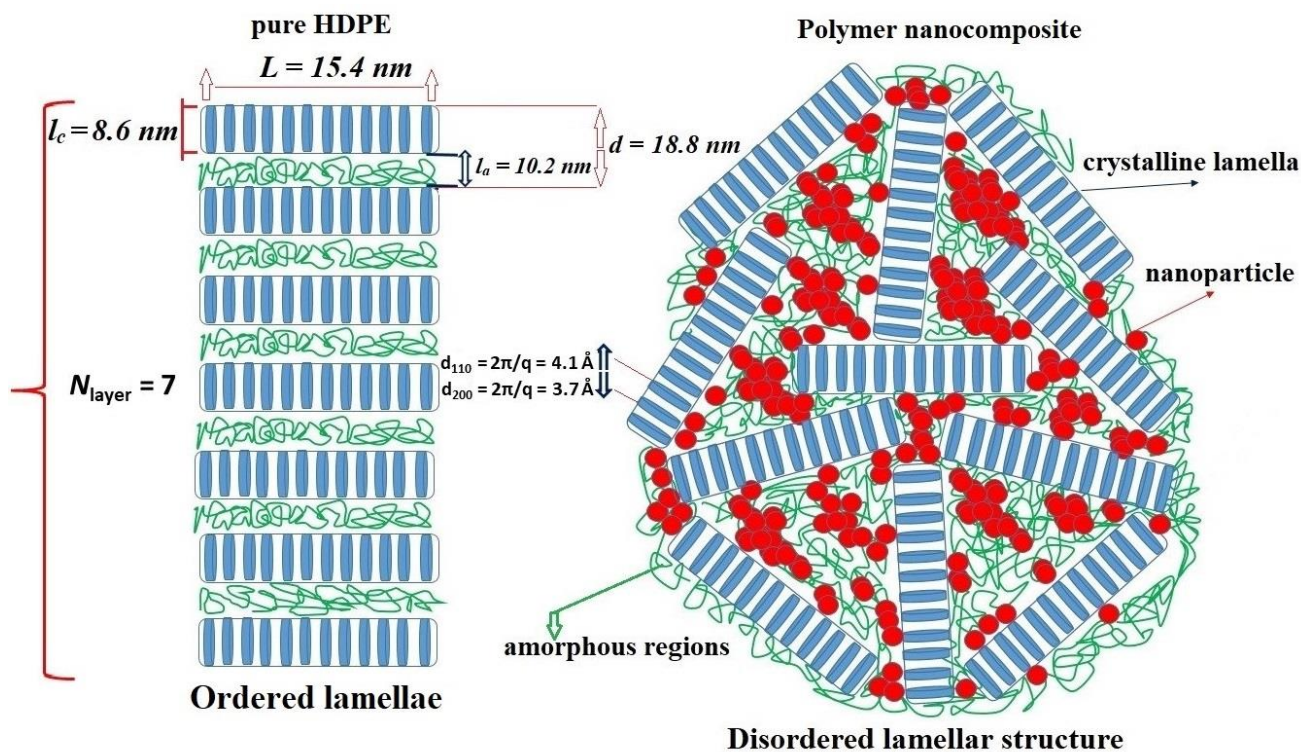 pure HDPE
L = 15.4 nm
l_c = 8.6 nm
l_a = 10.2 nm
d = 18.8 nm
N_layer = 7
d_110 = 2π/q = 4.1 Å
d_200 = 2π/q = 3.7 Å
Ordered lamellae
Polymer nanocomposite
crystalline lamella
nanoparticle
amorphous regions
Disordered lamellar structure